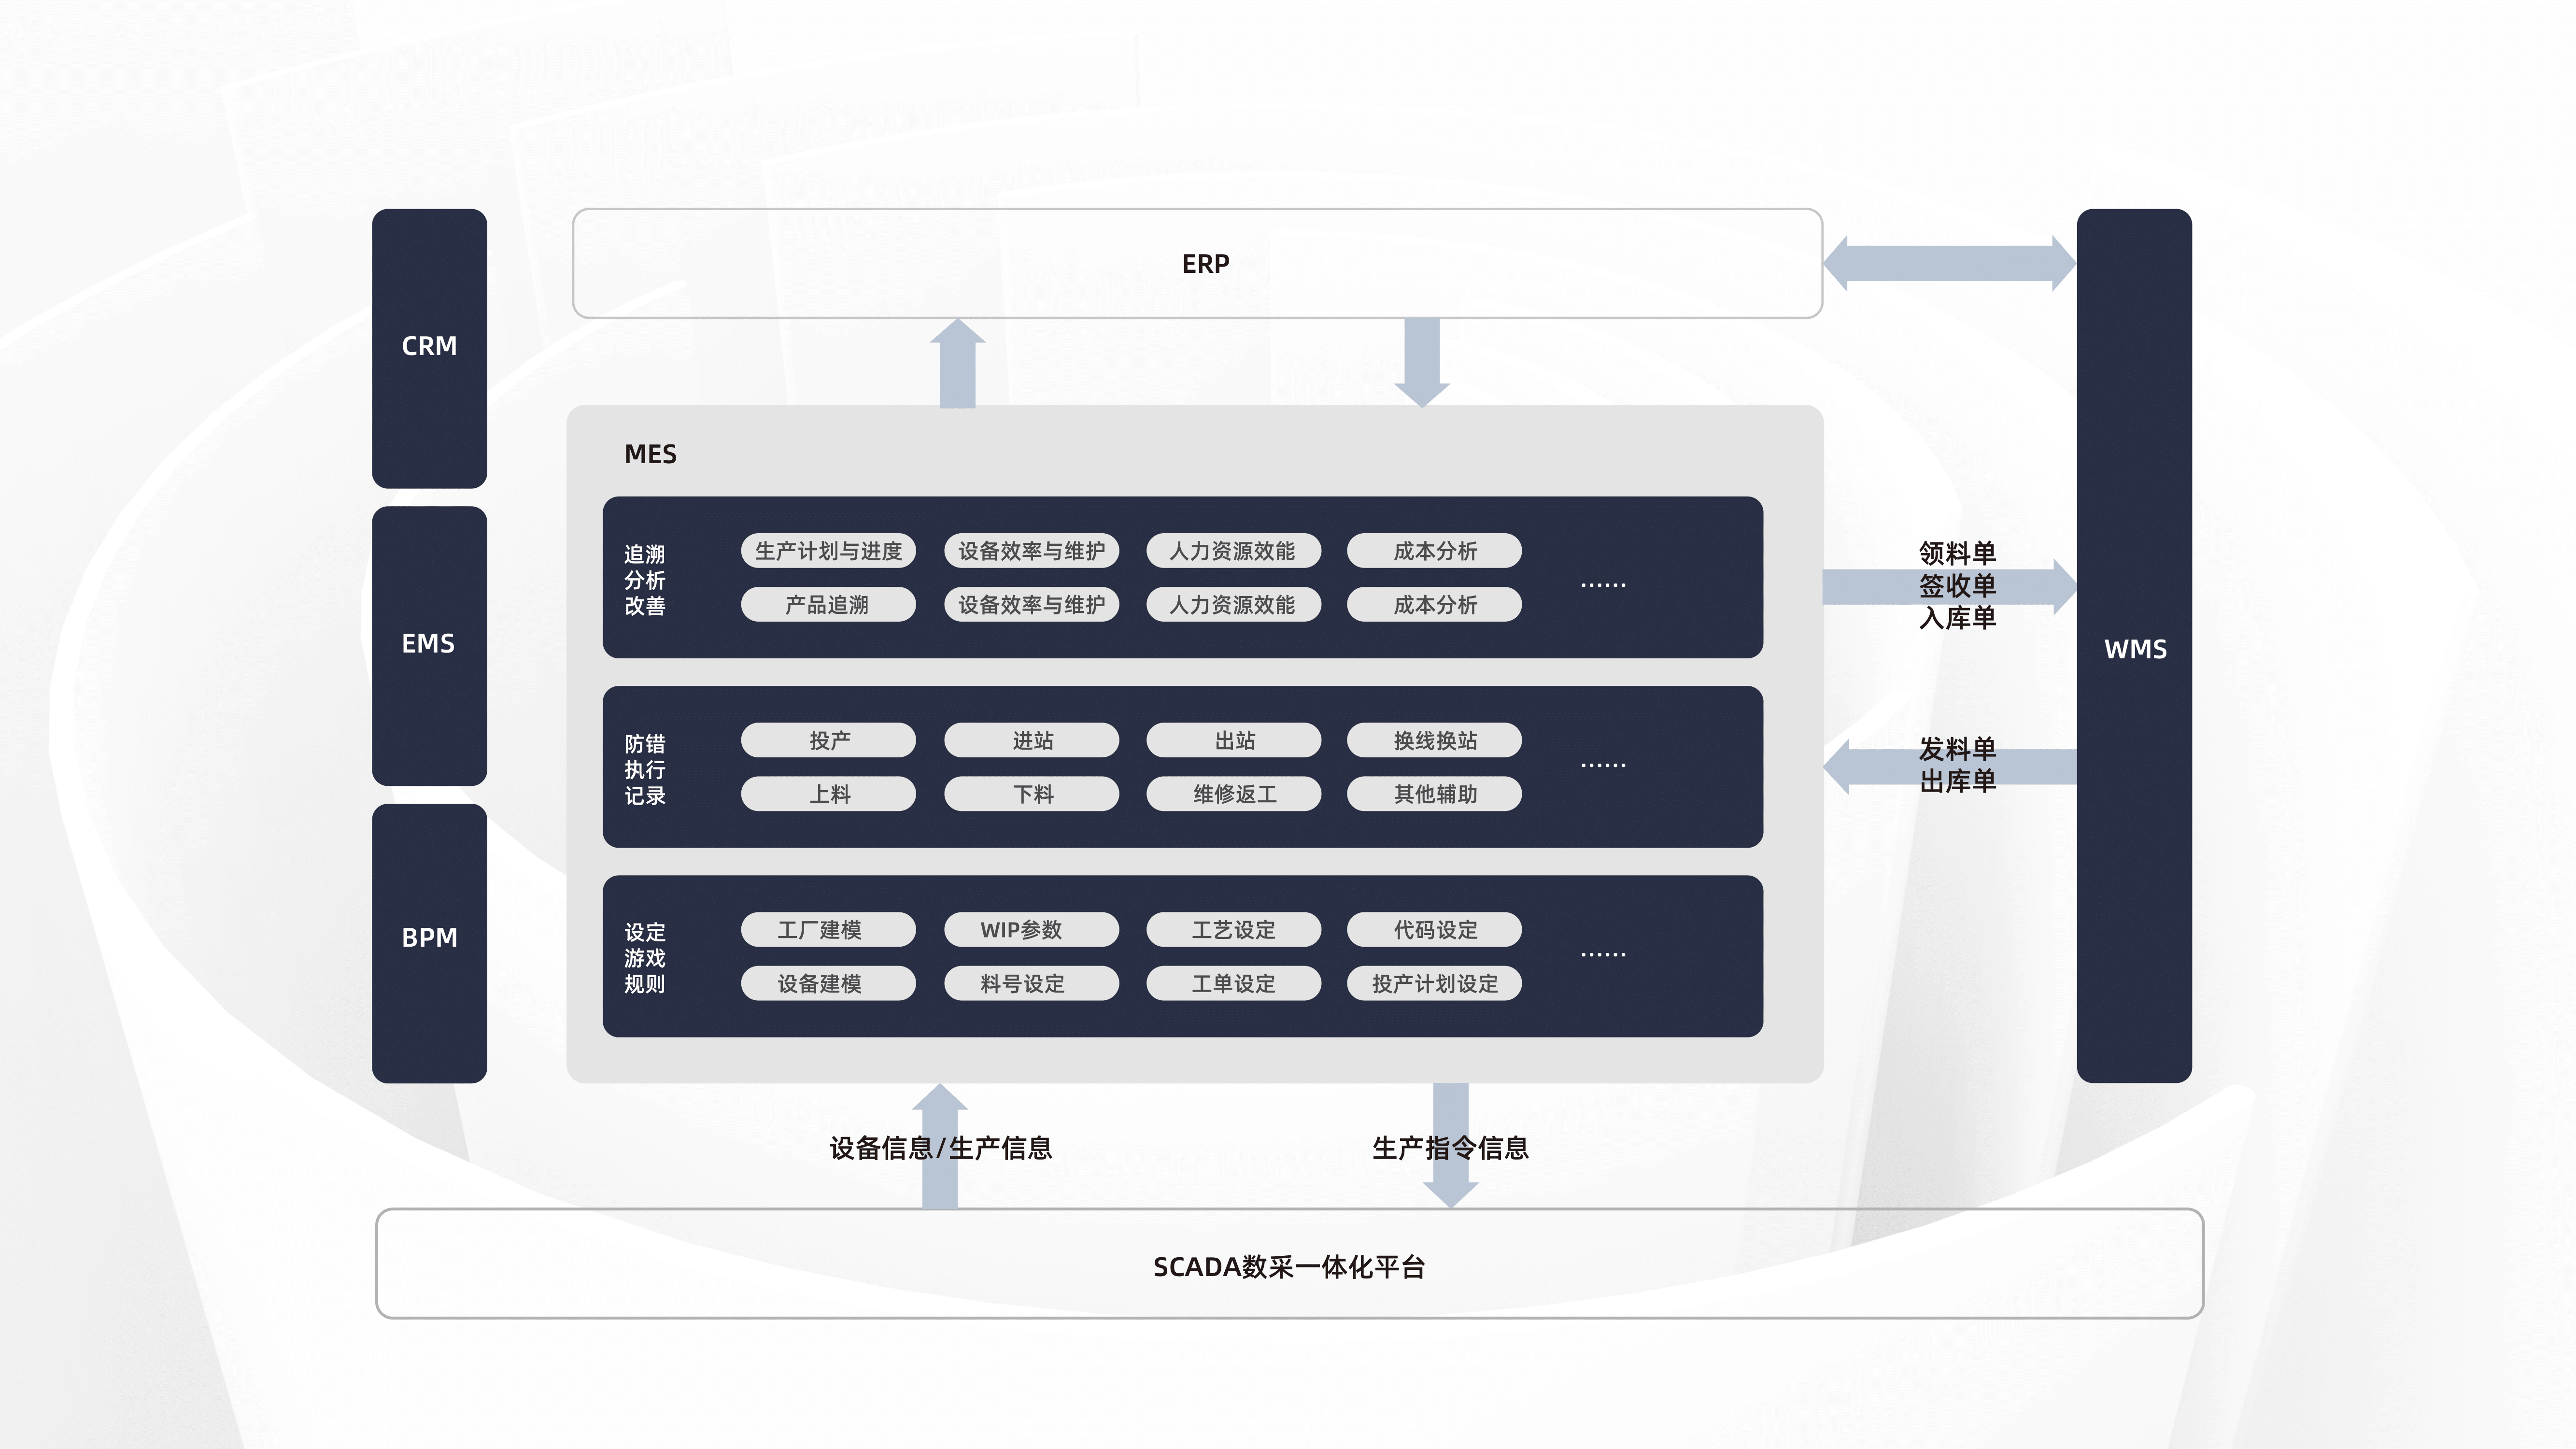 ERP
CRM
EMS
BPM
MES
追溯
分析
改善
生产计划与进度
设备效率与维护
人力资源效能
成本分析
产品追溯
设备效率与维护
人力资源效能
成本分析
......
防错
执行
记录
投产
进站
出站
换线换站
上料
下料
维修返工
其他辅助
......
设定
游戏
规则
工厂建模
WIP参数
工艺设定
代码设定
设备建模
料号设定
工单设定
投产计划设定
......
领料单
签收单
入库单
发料单
出库单
WMS
设备信息/生产信息
生产指令信息
SCADA数采一体化平台